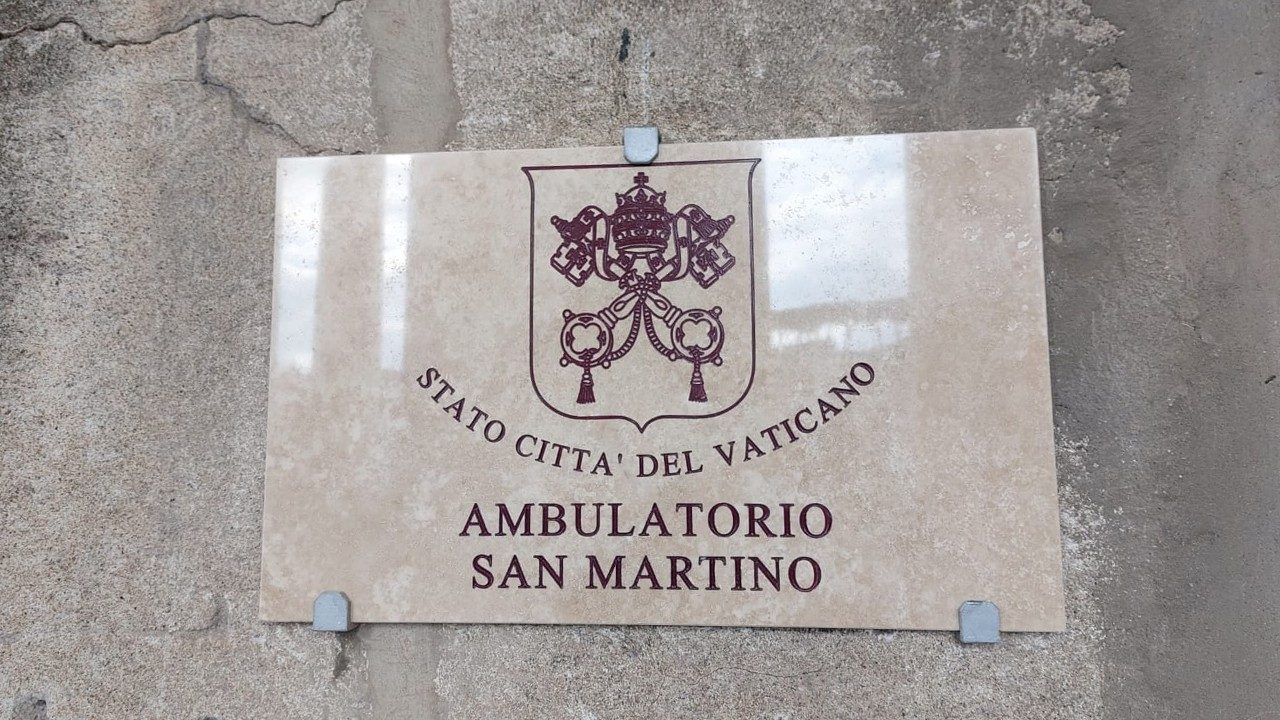 STATO CITTA' DEL VATICANO
AMBULATORIO
SAN MARTINO